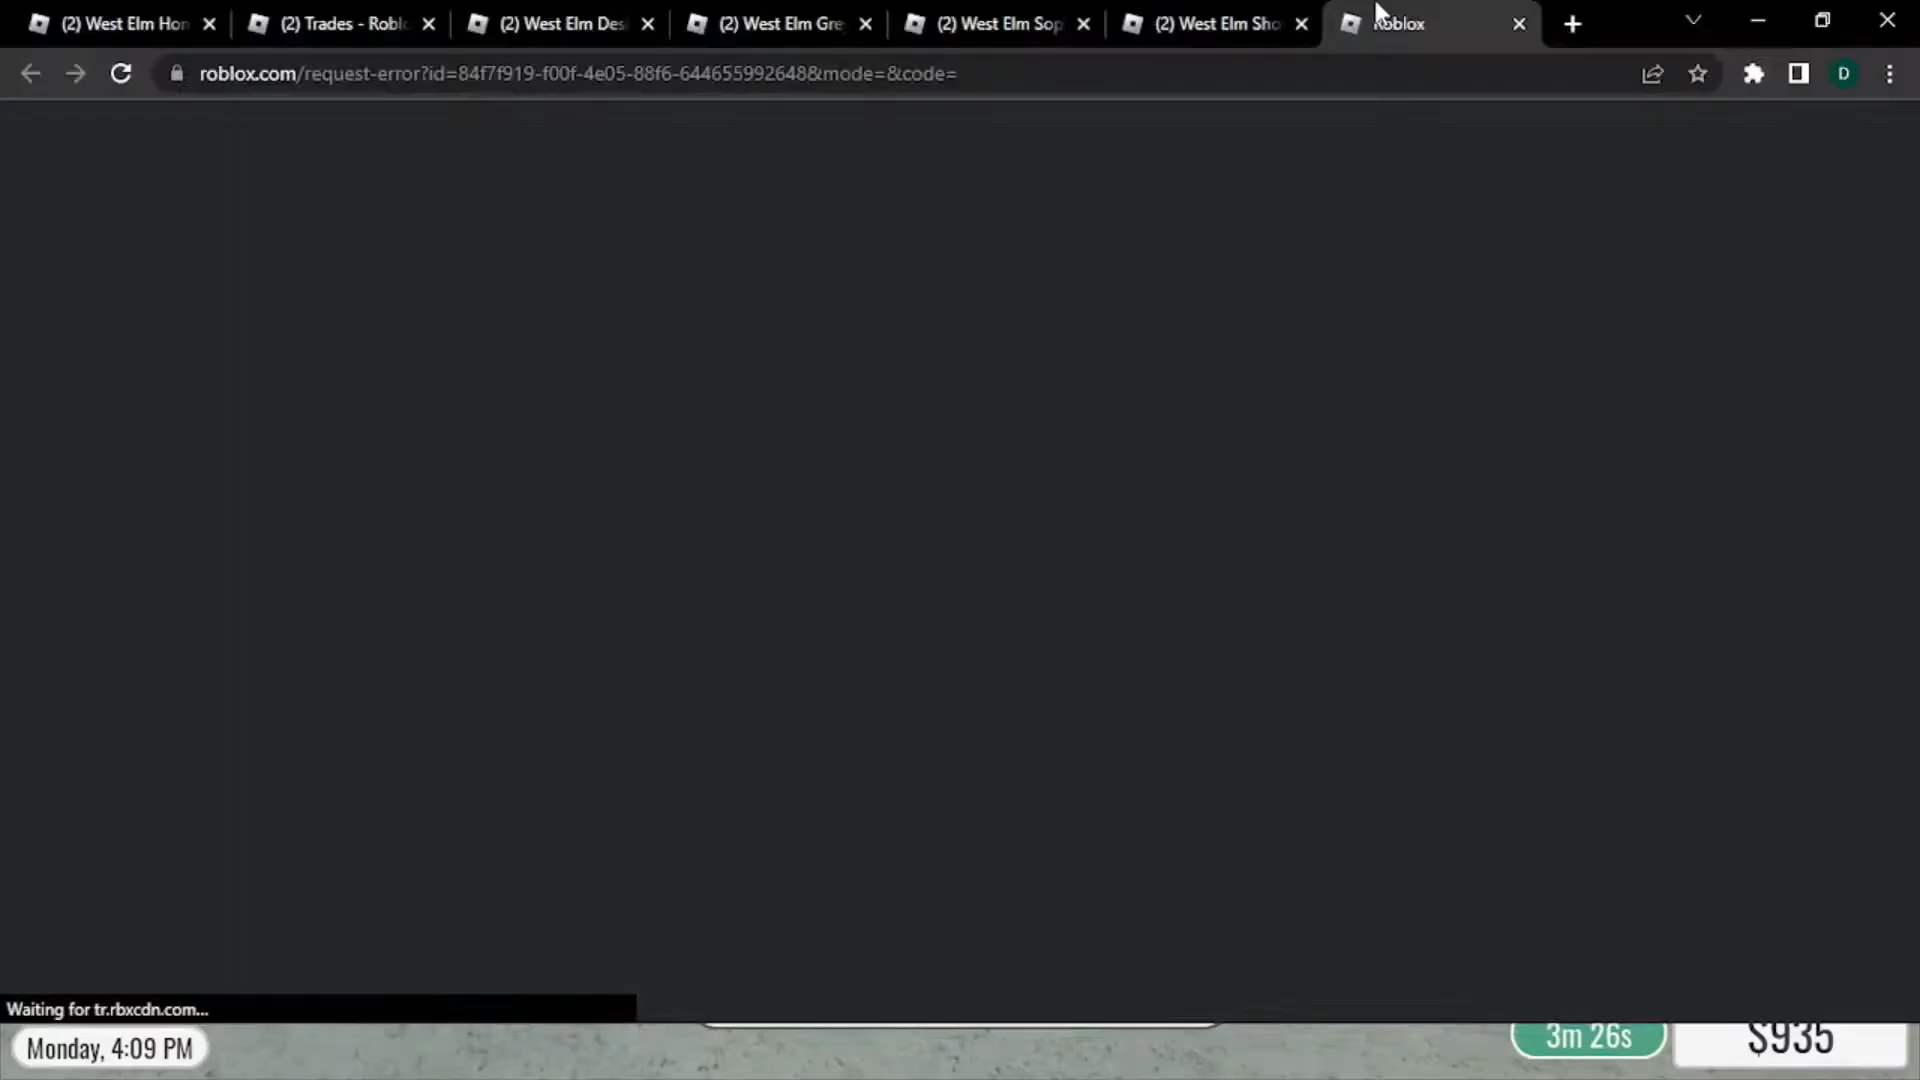 (2) West Elm Hon
(2) Trades - Roblo
(2) West Elm Des
(2) West Elm Gre
(2) West Elm Sop
(2) West Elm Sho
Roblox
roblox.com/request-error?id=84f7f919-f00f-4e05-88f6-644655992648&mode=&code=
D
Waiting for tr.rbxcdn.com...
Monday, 4:09 PM
3m 26s
$935